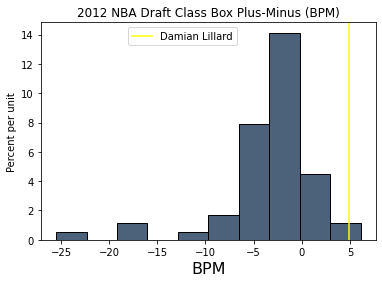 2012 NBA Draft Class Box Plus-Minus (BPM)
Damian Lillard
Percent per unit
14
12
10
8
6
4
2
0
−25 −20 −15 −10 −5 0 5
BPM